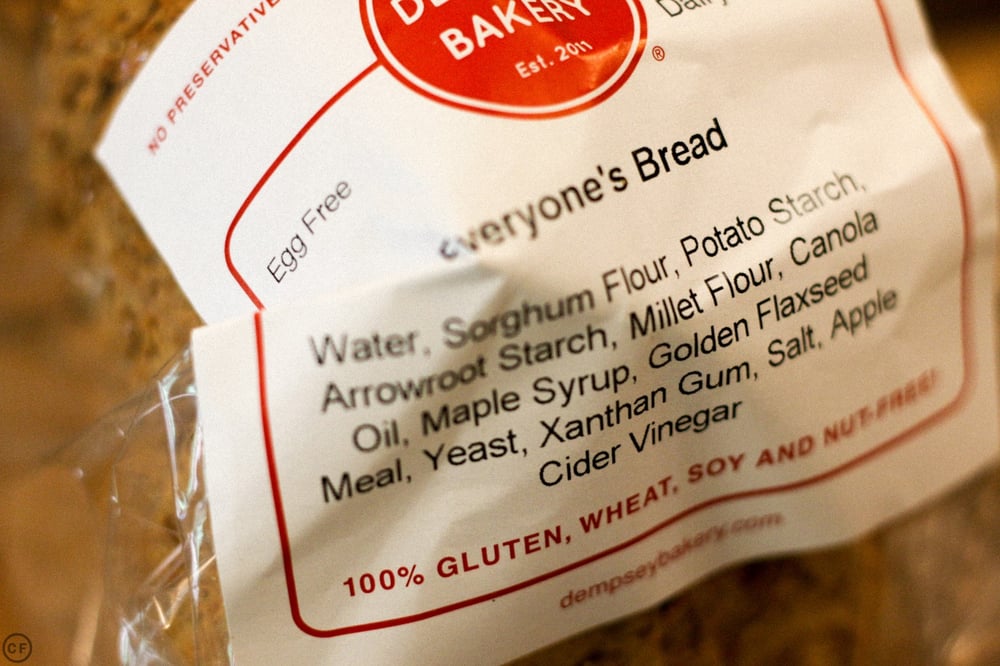 NO PRESERVATIVE
BAKERY
Est. 2011
®
Egg Free
Everyone's Bread
Water, Sorghum Flour, Potato Starch,
Arrowroot Starch, Millet Flour, Canola
Oil, Maple Syrup, Golden Flaxseed
Meal, Yeast, Xanthan Gum, Salt, Apple
Cider Vinegar
100% GLUTEN, WHEAT, SOY AND NUT-FREE!
dempseybakery.com
CF